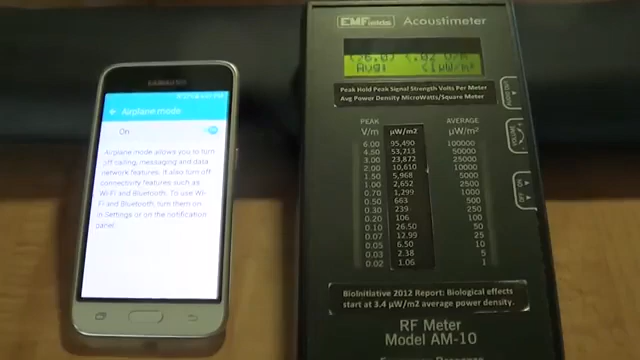 SAMSUNG
Airplane mode
On
Airplane mode allows you to turn
off calling, messaging and data
network features. It also turn off
connectivity features such as
Wi-Fi and Bluetooth. To use Wi-
Fi and Bluetooth, turn them on
in Settings or on the notification
panel.
EMFields Acoustimeter
(>6.0) <.02 V/m
Avg: <1µW/m²
Peak Hold Peak Signal Strength Volts Per Meter
Avg Power Density MicroWatts/Square Meter
PEAK AVERAGE
V/m µW/m2 µW/m²
6.00 95,490 100000
4.50 53,713 50000
3.00 23,872 25000
2.00 10,610 10000
1.50 5,968 5000
1.00 2,652 2500
0.70 1,299 1000
0.50 663 500
0.30 239 250
0.20 106 100
0.10 26.50 50
0.07 12.99 25
0.05 6.50 10
0.03 2.38 5
0.02 1.06 1
BioInitiative 2012 Report: Biological effects
start at 3.4 µW/m2 average power density.
RF Meter
Model AM-10